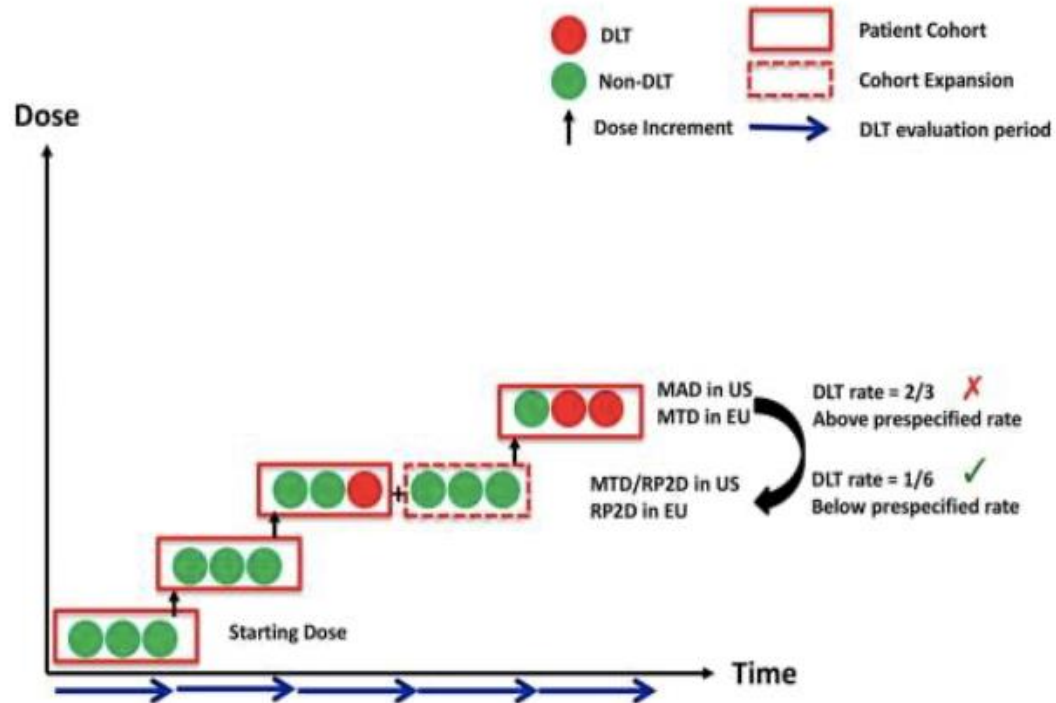 DLT
Patient Cohort
Non-DLT
Cohort Expansion
Dose Increment
DLT evaluation period
Dose
MAD in US
MTD in EU
DLT rate = 2/3 ✗
Above prespecified rate
+
MTD/RP2D in US
RP2D in EU
DLT rate = 1/6 ✓
Below prespecified rate
Starting Dose
Time